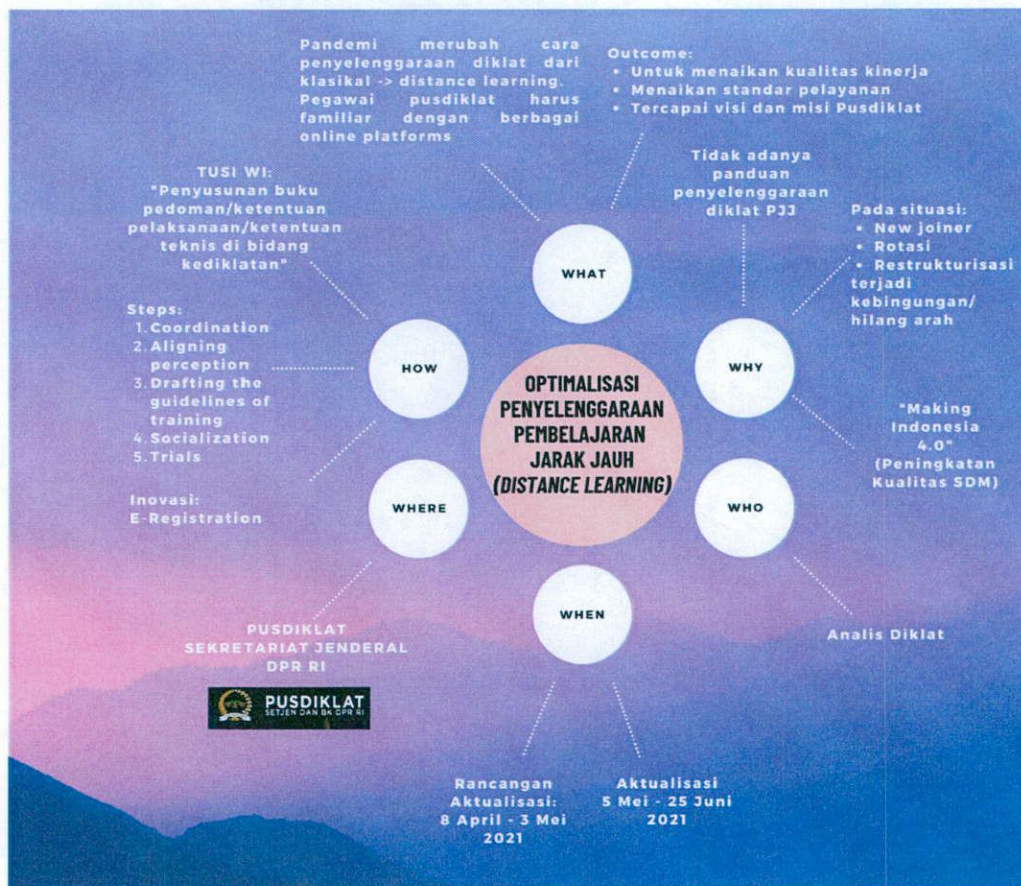 Pandemi merubah cara
penyelenggaraan diklat dari
klasikal -> distance learning.
Pegawai pusdiklat harus
familiar dengan berbagai
online platforms
Outcome:
• Untuk menaikan kualitas kinerja
• Menaikan standar pelayanan
• Tercapai visi dan misi Pusdiklat
TUSI WI:
"Penyusunan buku
pedoman/ketentuan
pelaksanaan/ketentuan
teknis di bidang
kediklatan"
Tidak adanya
panduan
penyelenggaraan
diklat PJJ
Pada situasi:
• New joiner
• Rotasi
• Restrukturisasi
terjadi
kebingungan/
hilang arah
WHAT
Steps:
1. Coordination
2. Aligning
perception
3. Drafting the
guidelines of
training
4. Socialization
5. Trials
HOW
WHY
OPTIMALISASI
PENYELENGGARAAN
PEMBELAJARAN
JARAK JAUH
(DISTANCE LEARNING)
"Making
Indonesia
4.0"
(Peningkatan
Kualitas SDM)
Inovasi:
E-Registration
WHERE
WHO
WHEN
PUSDIKLAT
SEKRETARIAT JENDERAL
DPR RI
Analis Diklat
PUSDIKLAT
SETJEN DAN BK DPR RI
Rancangan
Aktualisasi:
8 April - 3 Mei
2021
Aktualisasi
5 Mei - 25 Juni
2021